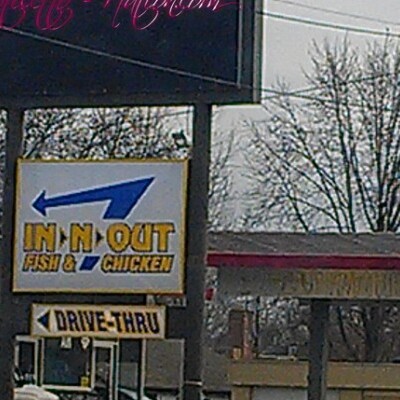 IN-N-OUT
FISH & CHICKEN
DRIVE-THRU